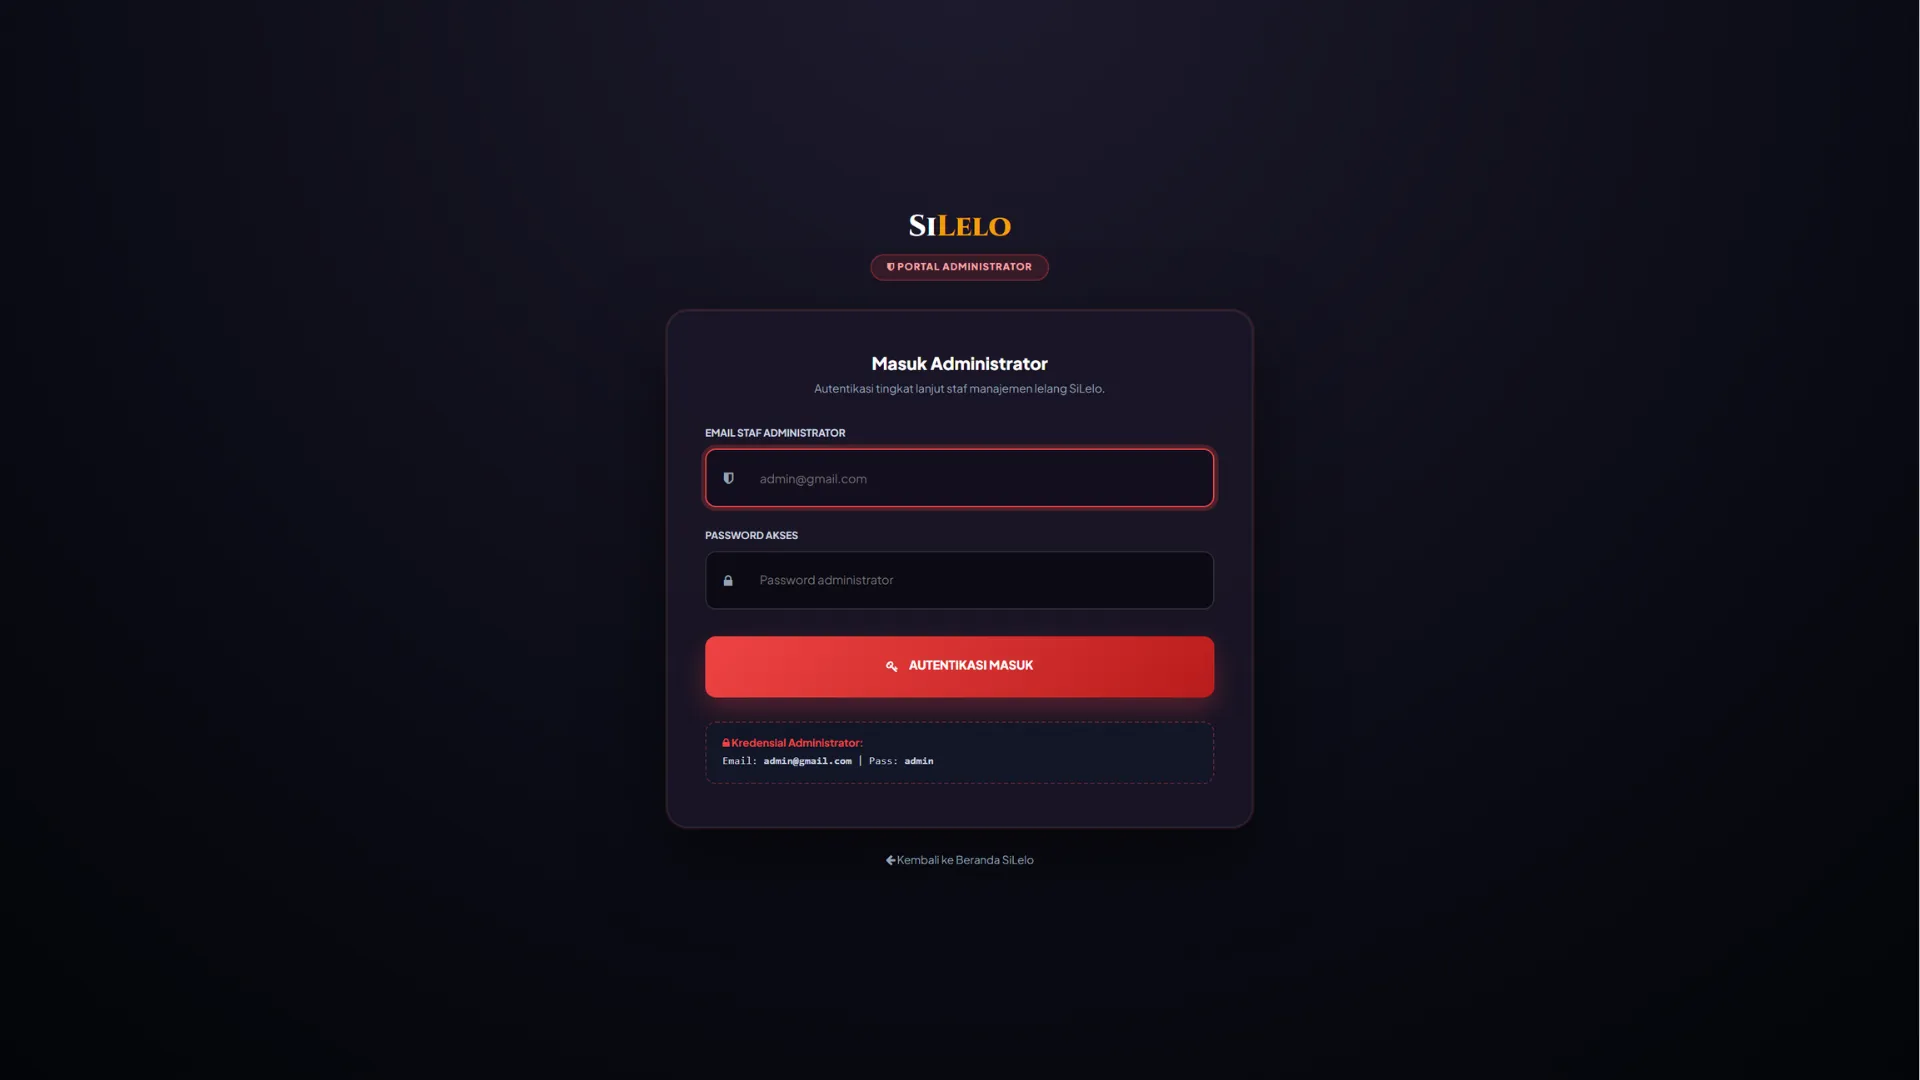 SiLelo
PORTAL ADMINISTRATOR
Masuk Administrator
Autentikasi tingkat lanjut staf manajemen lelang SiLelo.
EMAIL STAF ADMINISTRATOR
admin@gmail.com
PASSWORD AKSES
Password administrator
AUTENTIKASI MASUK
Kredensial Administrator:
Email: admin@gmail.com | Pass: admin
Kembali ke Beranda SiLelo